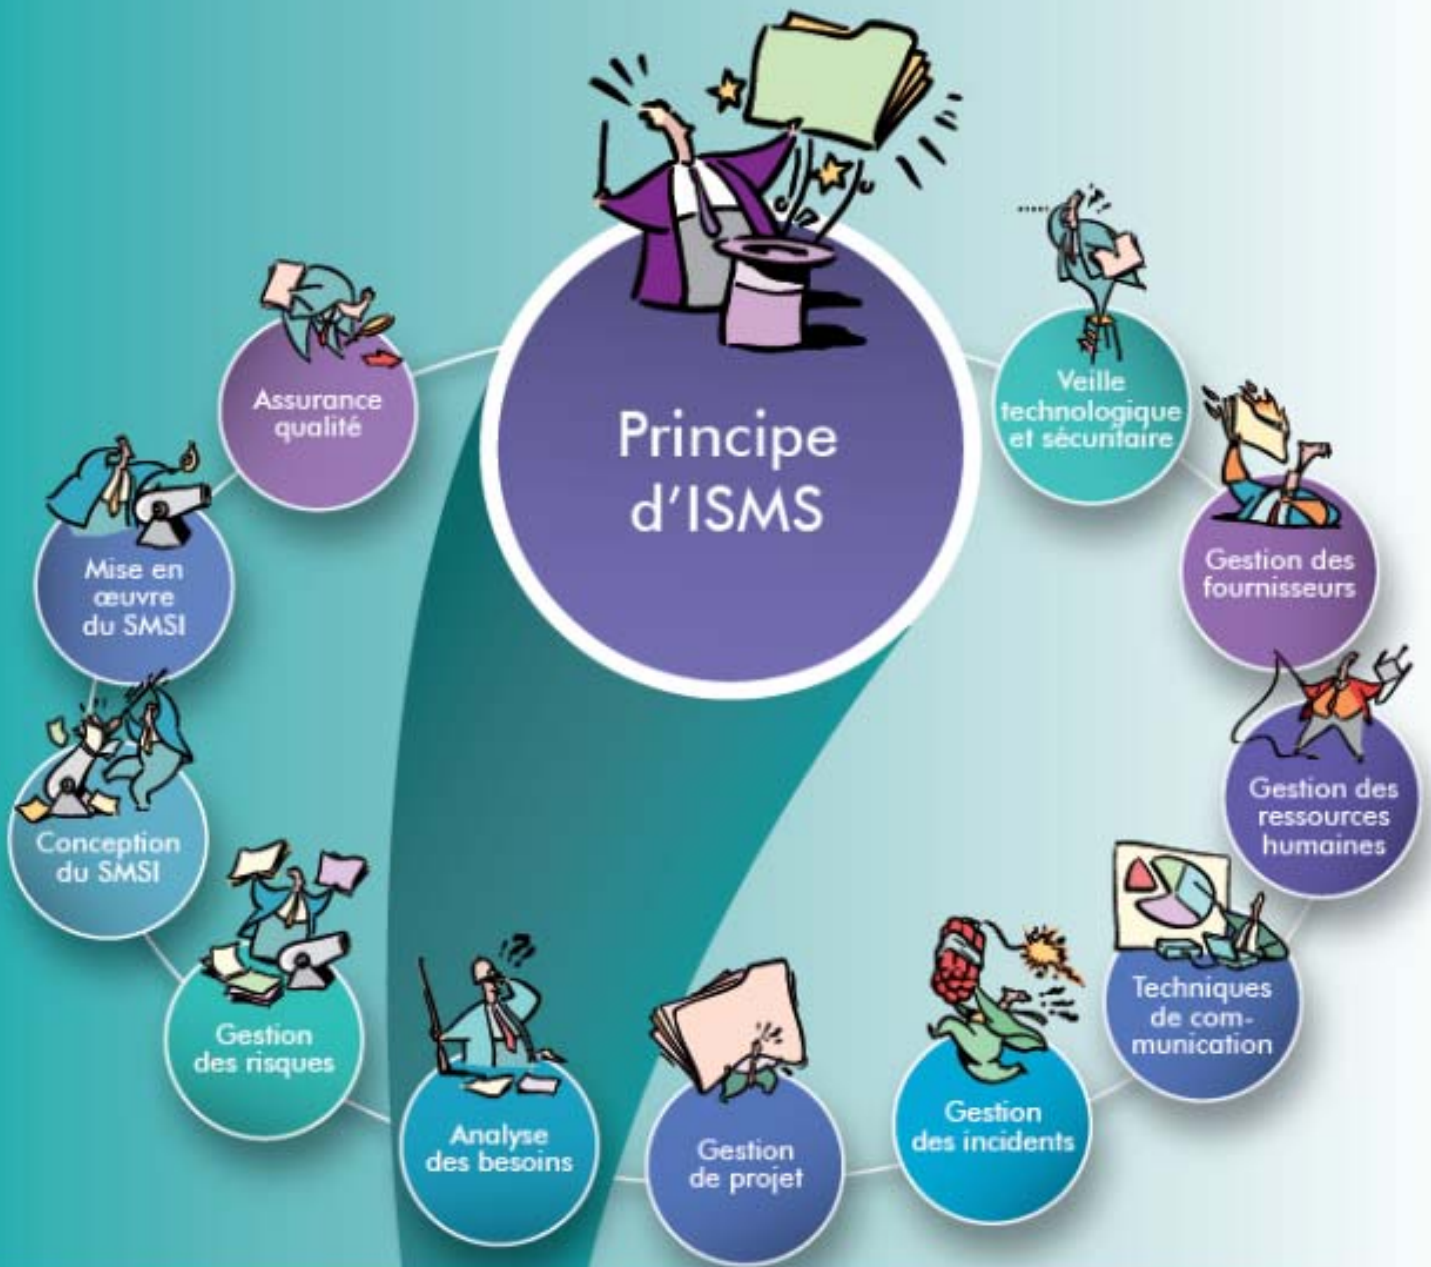 Principe
d'ISMS
Veille
technologique
et sécuritaire
Gestion des
fournisseurs
Gestion des
ressources
humaines
Techniques
de com-
munication
Gestion
des incidents
Gestion
de projet
Analyse
des besoins
Gestion
des risques
Conception
du SMSI
Mise en
œuvre
du SMSI
Assurance
qualité
???